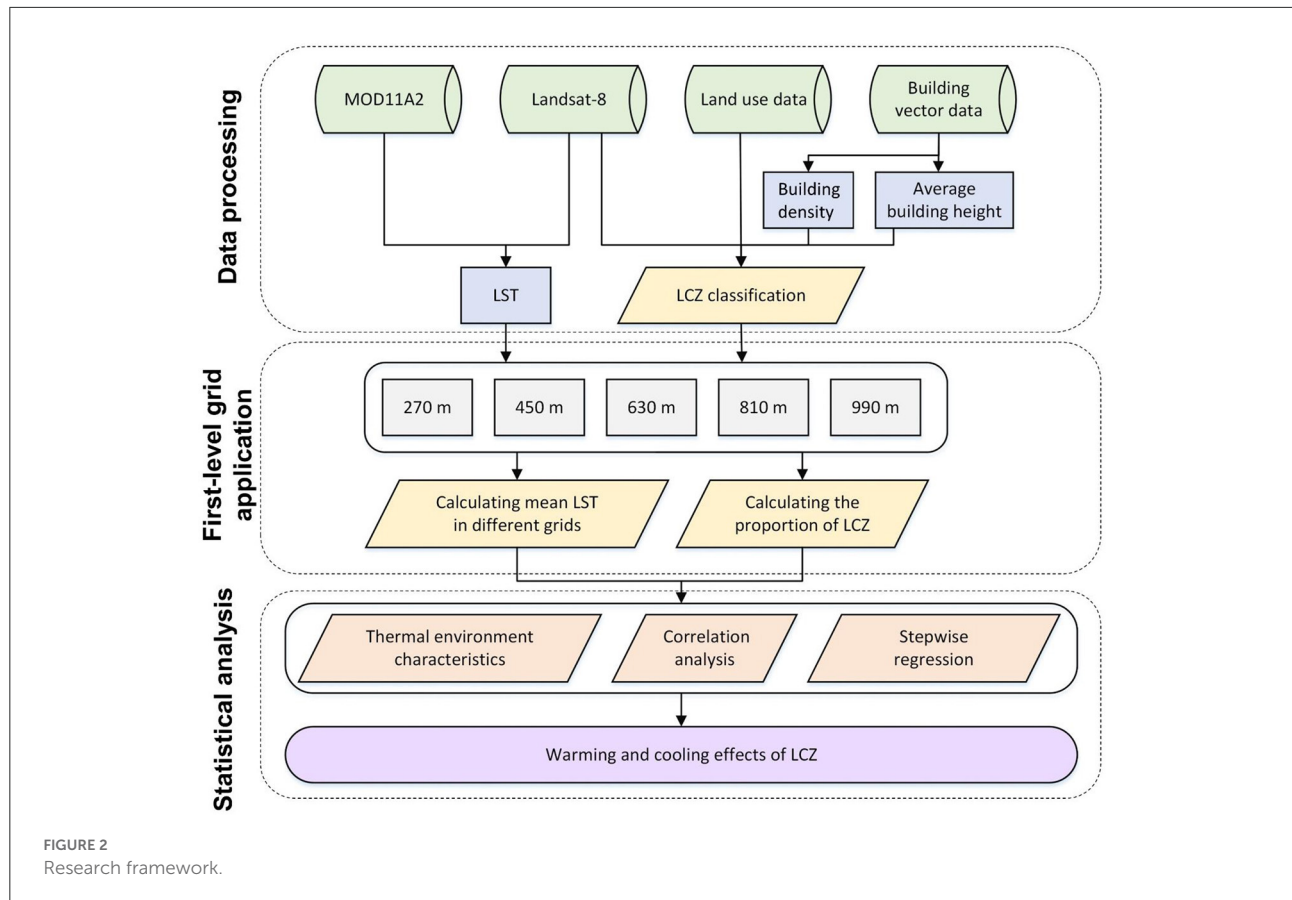 Data processing
MOD11A2
Landsat-8
Land use data
Building
vector data
Building
density
Average
building height
LST
LCZ classification
First-level grid
application
270 m
450 m
630 m
810 m
990 m
Calculating mean LST
in different grids
Calculating the
proportion of LCZ
Statistical analysis
Thermal environment
characteristics
Correlation
analysis
Stepwise
regression
Warming and cooling effects of LCZ
FIGURE 2
Research framework.